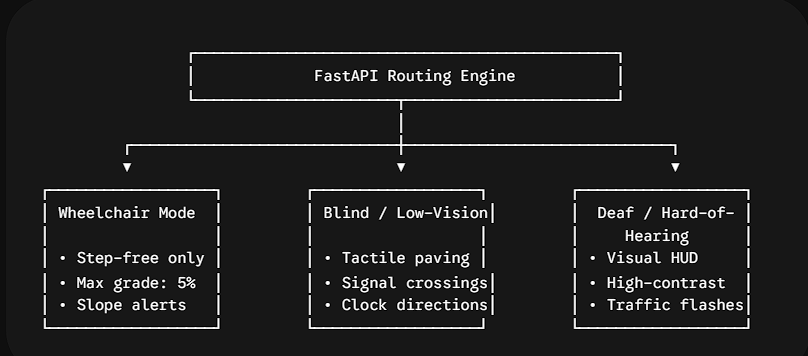 FastAPI Routing Engine
Wheelchair Mode
• Step-free only
• Max grade: 5%
• Slope alerts
Blind / Low-Vision
• Tactile paving
• Signal crossings
• Clock directions
Deaf / Hard-of-
Hearing
• Visual HUD
• High-contrast
• Traffic flashes